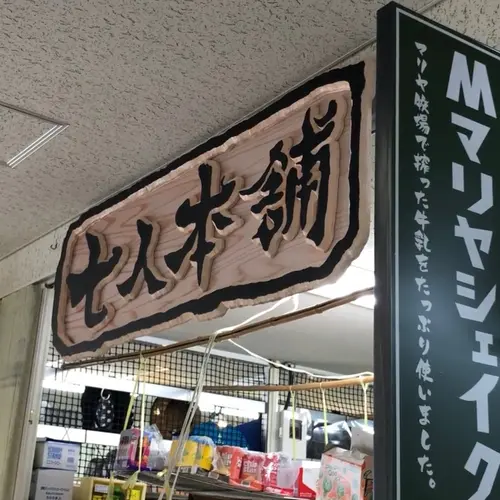 七人本舗
Mマリヤシェイク
マリヤ牧場で搾った牛乳をたっぷり使いました。